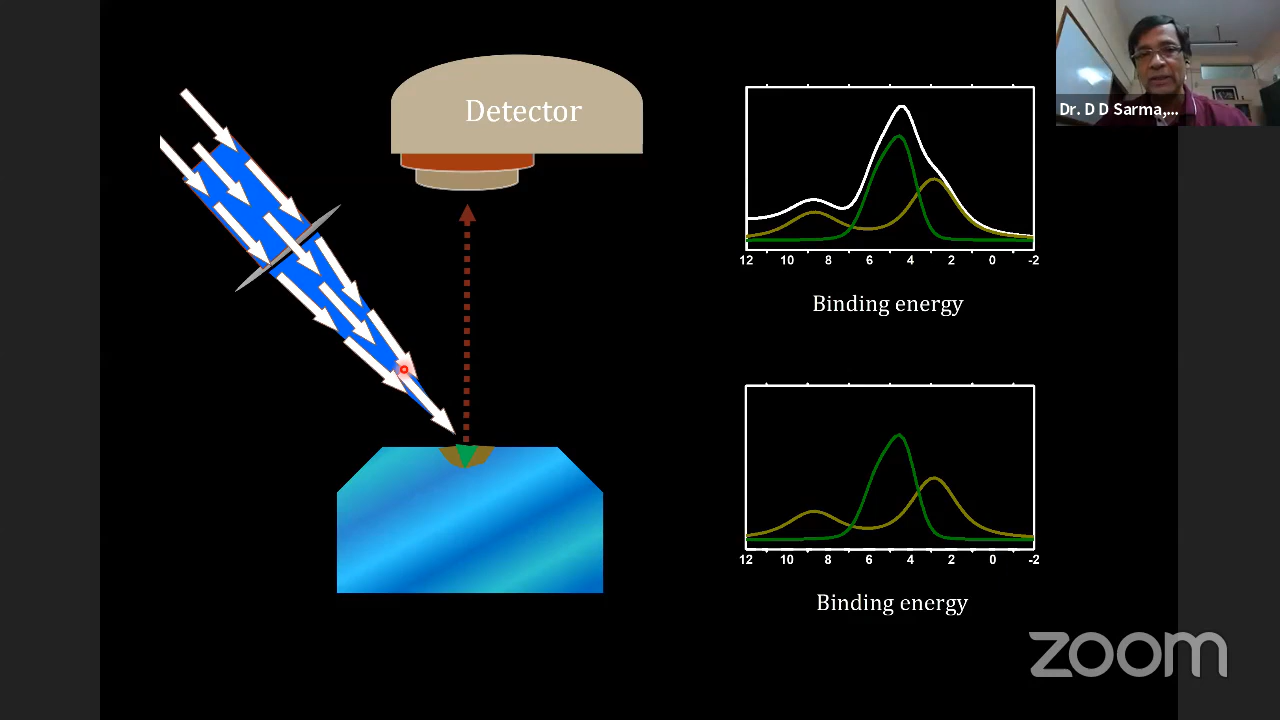 Detector
Dr. D D Sarma,...
12 10 8 6 4 2 0 -2
Binding energy
12 10 8 6 4 2 0 -2
Binding energy
zoom